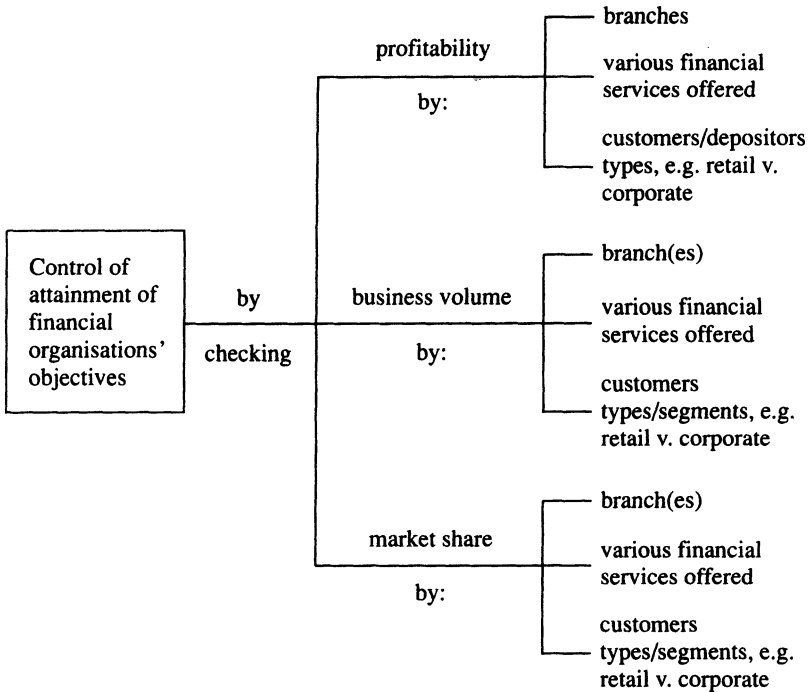 Control of
attainment of
financial
organisations'
objectives
by
checking
profitability
by:
branches
various financial
services offered
customers/depositors
types, e.g. retail v.
corporate
business volume
by:
branch(es)
various financial
services offered
customers
types/segments, e.g.
retail v. corporate
market share
by:
branch(es)
various financial
services offered
customers
types/segments, e.g.
retail v. corporate